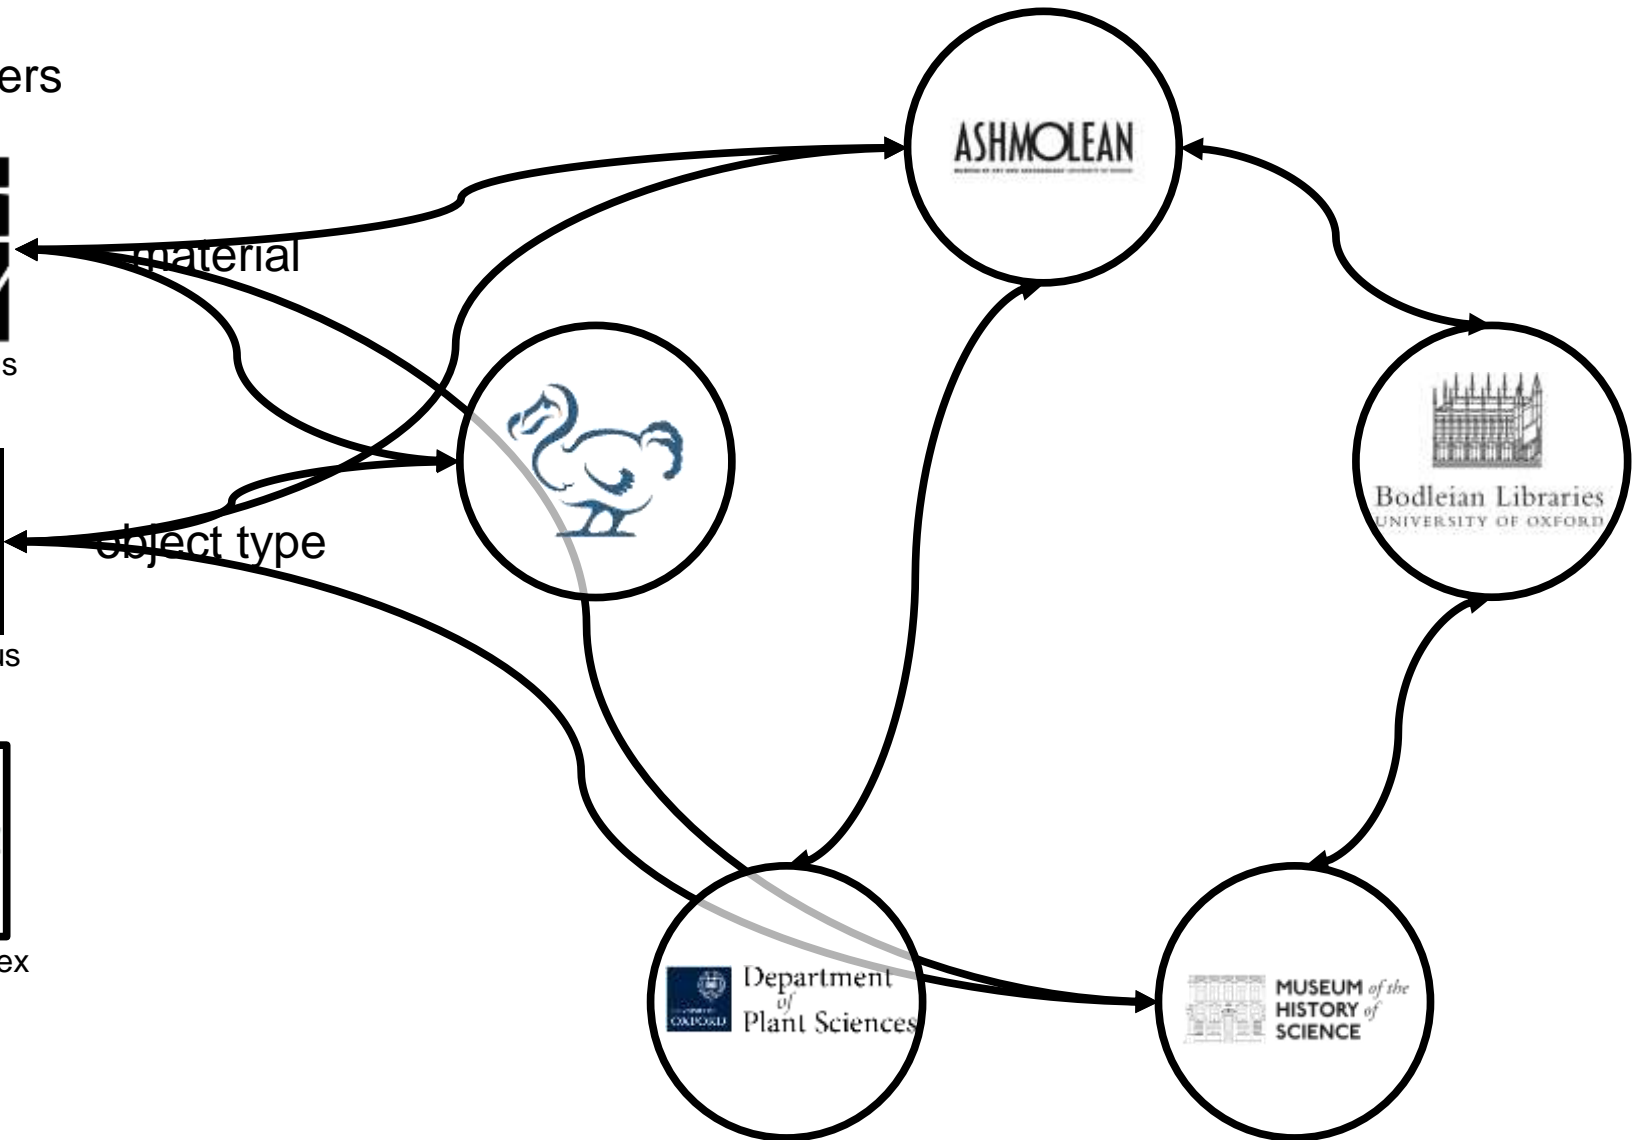 ers
material
s
object type
us
ex
ASHMOLEAN
Bodleian Libraries
UNIVERSITY OF OXFORD
Department
of
Plant Sciences
OXFORD
MUSEUM of the
HISTORY of
SCIENCE